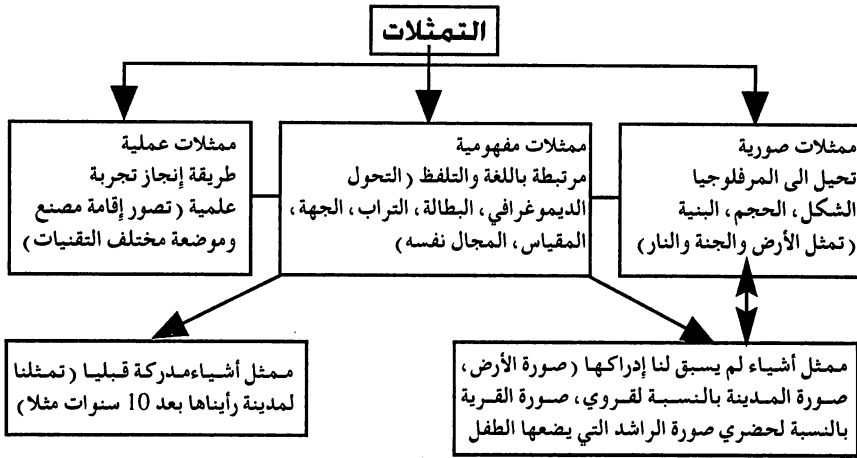 التمثلات
ممثلات صورية
تحيل الى المرفلوجيا
الشكل، الحجم، البنية
(تمثل الأرض والجنة والنار)
ممثلات مفهومية
مرتبطة باللغة والتلفظ (التحول
الديموغرافي، البطالة، التراب، الجهة،
المقياس، المجال نفسه)
ممثلات عملية
طريقة إنجاز تجربة
علمية (تصور إقامة مصنع
وموضعة مختلف التقنيات)
ممثل أشياء لم يسبق لنا إدراكها (صورة الأرض،
صورة المدينة بالنسبة لقروي، صورة القرية
بالنسبة لحضري صورة الراشد التي يضعها الطفل
ممثل أشياء مدركة قبليا (تمثلنا
لمدينة رأيناها بعد 10 سنوات مثلا)